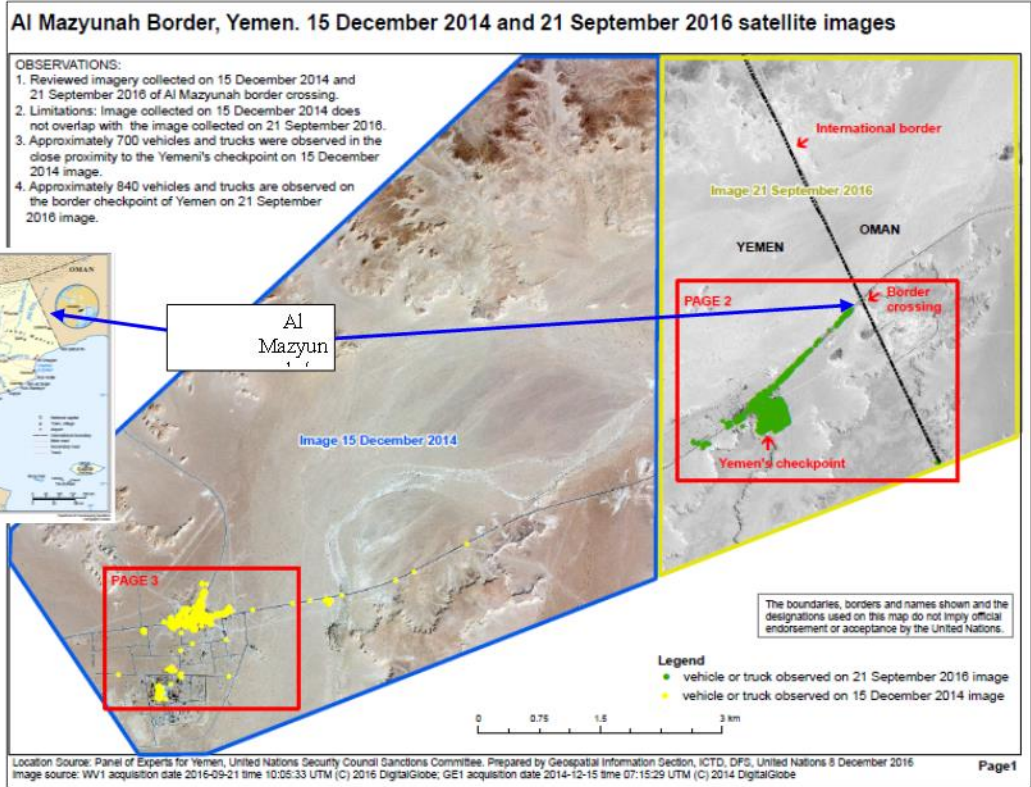 Al Mazyunah Border, Yemen. 15 December 2014 and 21 September 2016 satellite images
OBSERVATIONS:
1. Reviewed imagery collected on 15 December 2014 and
21 September 2016 of Al Mazyunah border crossing.
2. Limitations: Image collected on 15 December 2014 does
not overlap with the image collected on 21 September 2016.
3. Approximately 700 vehicles and trucks were observed in the
close proximity to the Yemeni's checkpoint on 15 December
2014 image.
4. Approximately 840 vehicles and trucks are observed on
the border checkpoint of Yemen on 21 September
2016 image.
International border
Image 21 September 2016
OMAN
YEMEN
OMAN
PAGE 2
Border
crossing
Al
Mazyun
Image 15 December 2014
Yemen's checkpoint
PAGE 3
The boundaries, borders and names shown and the
designations used on this map do not imply official
endorsement or acceptance by the United Nations.
Legend
vehicle or truck observed on 21 September 2016 image
vehicle or truck observed on 15 December 2014 image
0 0.75 1.5 3 km
Location Source: Panel of Experts for Yemen, United Nations Security Council Sanctions Committee. Prepared by Geospatial Information Section, ICTD, DFS, United Nations 8 December 2016
Image source: WV1 acquisition date 2016-09-21 time 10:05:33 UTM (C) 2016 DigitalGlobe; GE1 acquisition date 2014-12-15 time 07:15:29 UTM (C) 2014 DigitalGlobe
Page1